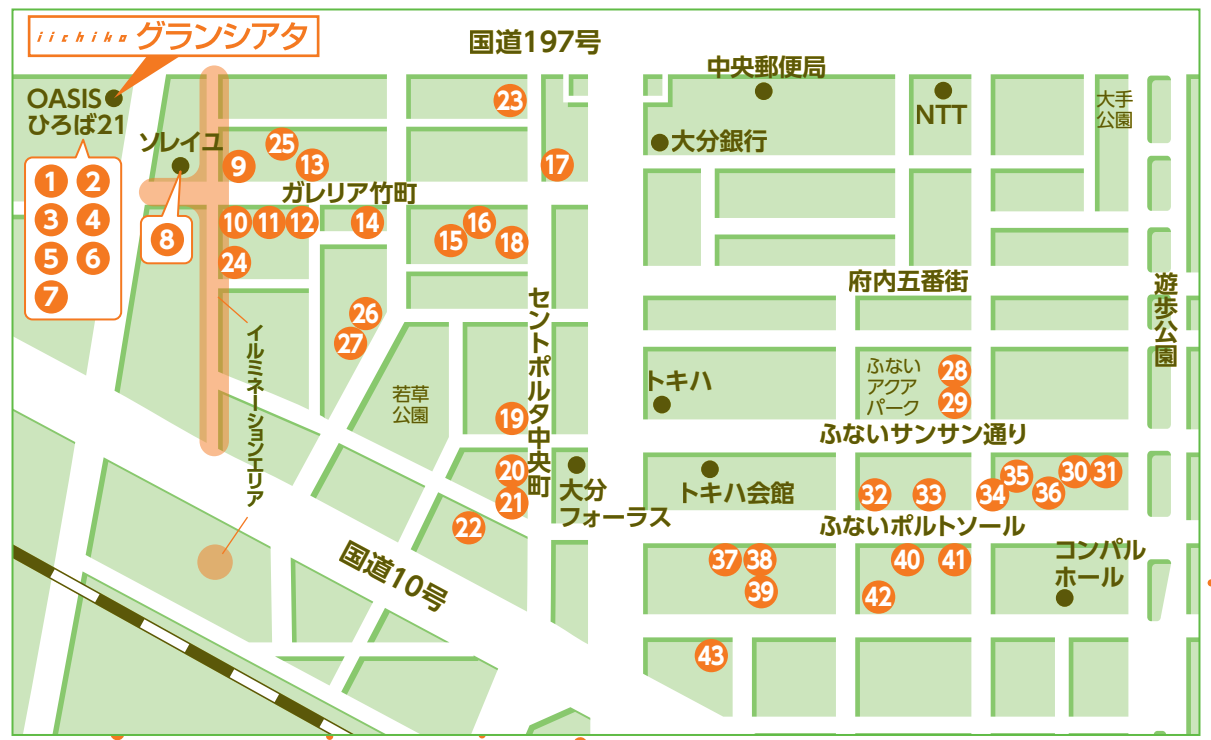 iichiko グランシアタ
国道197号
中央郵便局
OASIS
ひろば21
ソレイユ
NTT
大手
公園
大分銀行
23
25
13
9
17
1
2
3
4
5
6
7
8
ガレリア竹町
10
11
12
14
15
16
18
24
府内五番街
遊歩公園
セントポルタ中央町
イルミネーションエリア
26
27
若草
公園
トキハ
ふない
アクア
パーク
28
29
19
ふないサンサン通り
20
21
22
大分
フォーラス
トキハ会館
32
33
34
35
36
30
31
ふないポルトソール
国道10号
コンパル
ホール
37
38
39
40
41
42
43